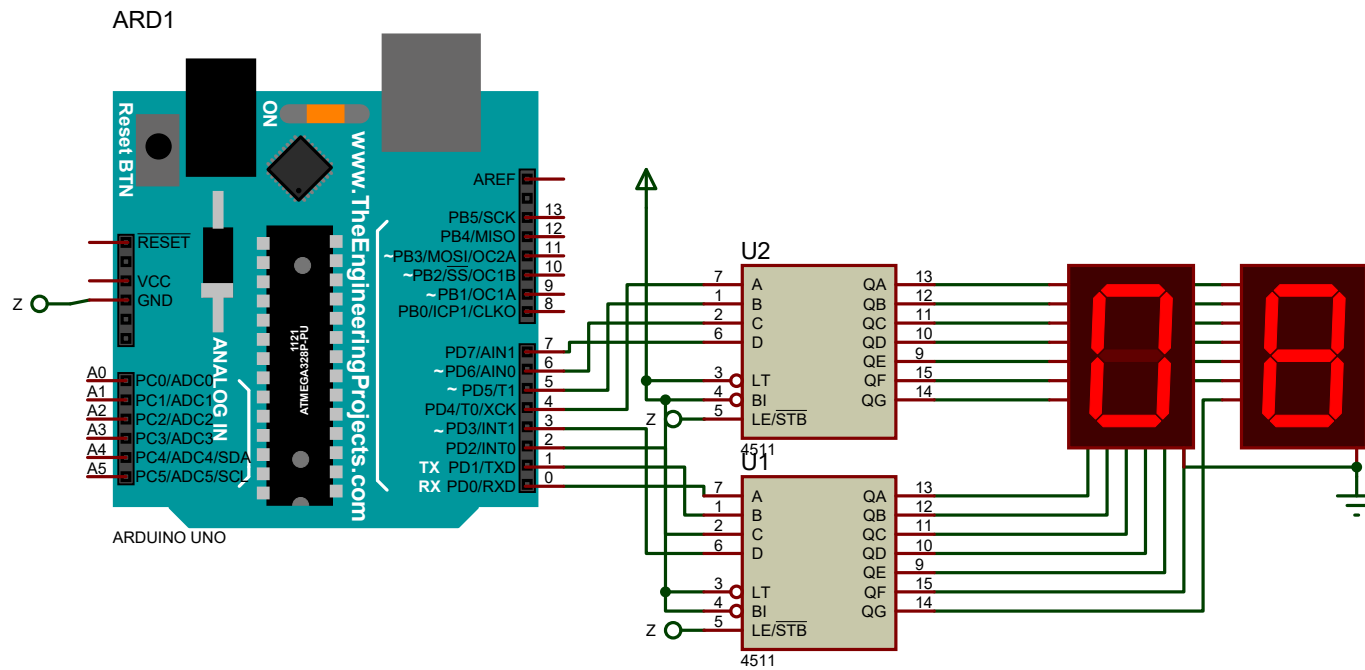 ARD1
Reset BTN
ON
www.TheEngineeringProjects.com
ANALOG IN
1121
ATMEGA328P-PU
RESET
VCC
GND
Z
A0 PC0/ADC0
A1 PC1/ADC1
A2 PC2/ADC2
A3 PC3/ADC3
A4 PC4/ADC4/SDA
A5 PC5/ADC5/SCL
AREF
PB5/SCK 13
PB4/MISO 12
~PB3/MOSI/OC2A 11
~PB2/SS/OC1B 10
~PB1/OC1A 9
PB0/ICP1/CLKO 8
PD7/AIN1 7
~PD6/AIN0 6
~PD5/T1 5
PD4/T0/XCK 4
~PD3/INT1 3
PD2/INT0 2
TX PD1/TXD 1
RX PD0/RXD 0
ARDUINO UNO
U2
7 A QA 13
1 B QB 12
2 C QC 11
6 D QD 10
QE 9
3 LT QF 15
4 BI QG 14
Z 5 LE/STB
4511
U1
7 A QA 13
1 B QB 12
2 C QC 11
6 D QD 10
QE 9
3 LT QF 15
4 BI QG 14
Z 5 LE/STB
4511
0 8